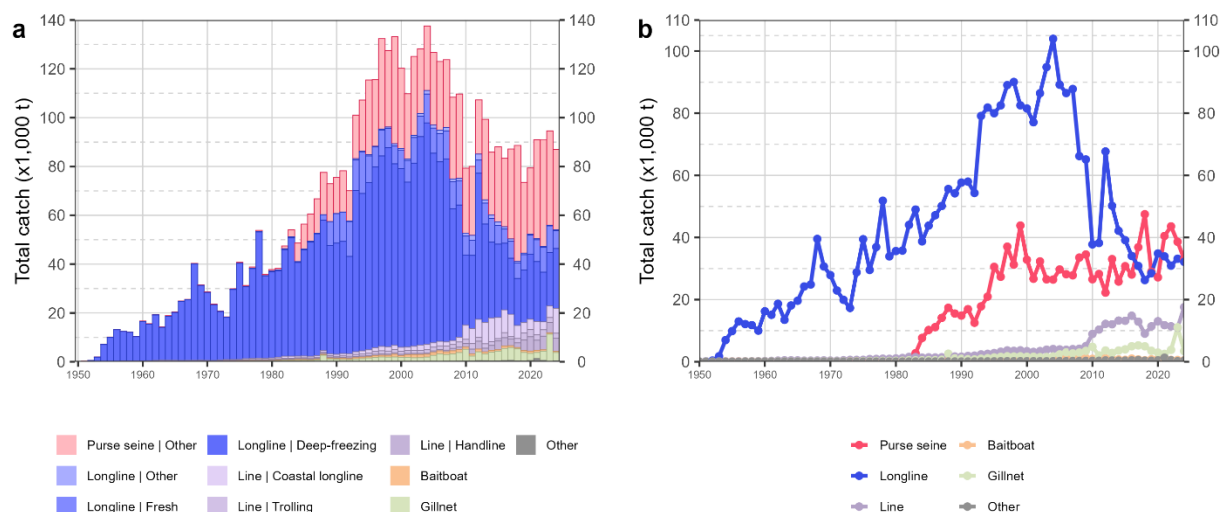 a
Total catch (x1,000 t)
140
120
100
80
60
40
20
0
140
120
100
80
60
40
20
0
1950 1960 1970 1980 1990 2000 2010 2020
Purse seine | Other
Longline | Deep-freezing
Line | Handline
Other
Longline | Other
Line | Coastal longline
Baitboat
Longline | Fresh
Line | Trolling
Gillnet
b
Total catch (x1,000 t)
110
100
80
60
40
20
0
110
100
80
60
40
20
0
1950 1960 1970 1980 1990 2000 2010 2020
Purse seine
Baitboat
Longline
Gillnet
Line
Other